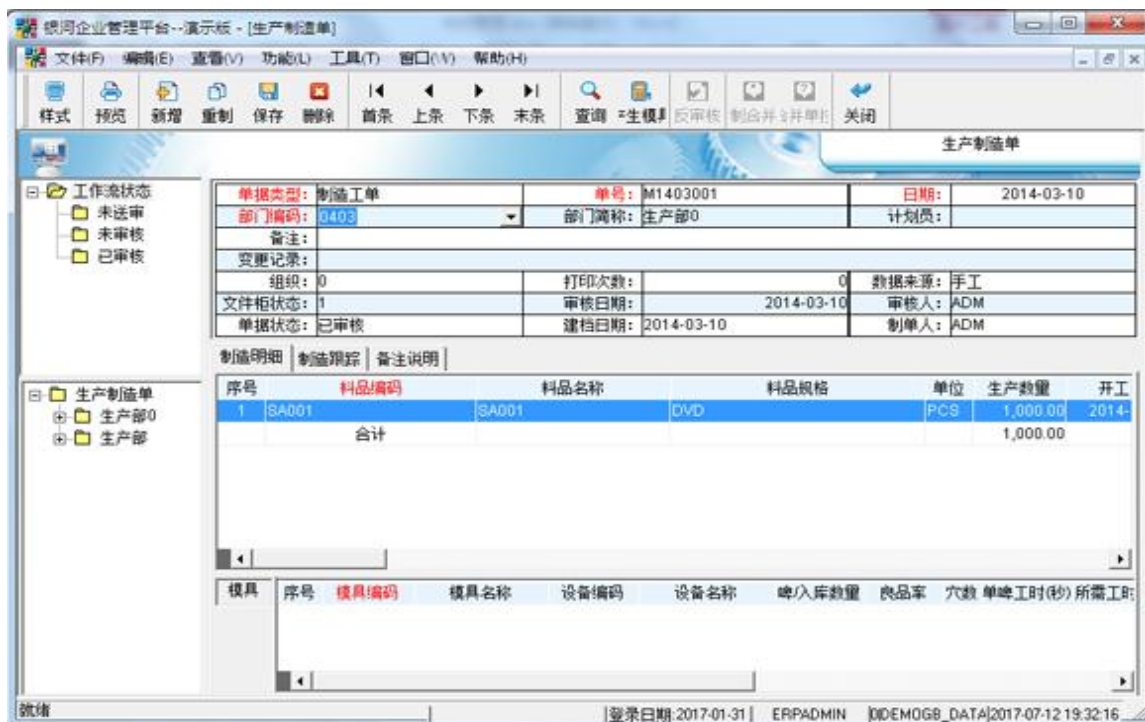 银河企业管理平台--演示版 - [生产制造单]
文件(F) 编辑(E) 查看(V) 功能(L) 工具(T) 窗口(W) 帮助(H)
样式 预览 新增 重制 保存 删除 首条 上条 下条 末条 查询 生模具 反审核 制合并 并单 关闭
生产制造单
工作流状态
未送审
未审核
已审核
单据类型: 制造工单 单号: M1403001 日期: 2014-03-10
部门编码: 0403 部门简称: 生产部0 计划员:
备注:
变更记录:
组织: 0 打印次数: 0 数据来源: 手工
文件柜状态: 1 审核日期: 2014-03-10 审核人: ADM
单据状态: 已审核 建档日期: 2014-03-10 制单人: ADM
制造明细 制造跟踪 备注说明
生产制造单
生产部0
生产部
序号 料品编码 料品名称 料品规格 单位 生产数量 开工
1 SA001 SA001 DVD PCS 1,000.00 2014-
合计 1,000.00
模具 序号 模具编码 模具名称 设备编码 设备名称 啤/入库数量 良品率 穴数 单啤工时(秒) 所需工时
就绪 登录日期:2017-01-31 ERPADMIN 0|DEMOGB_DATA|2017-07-12 19:32:16